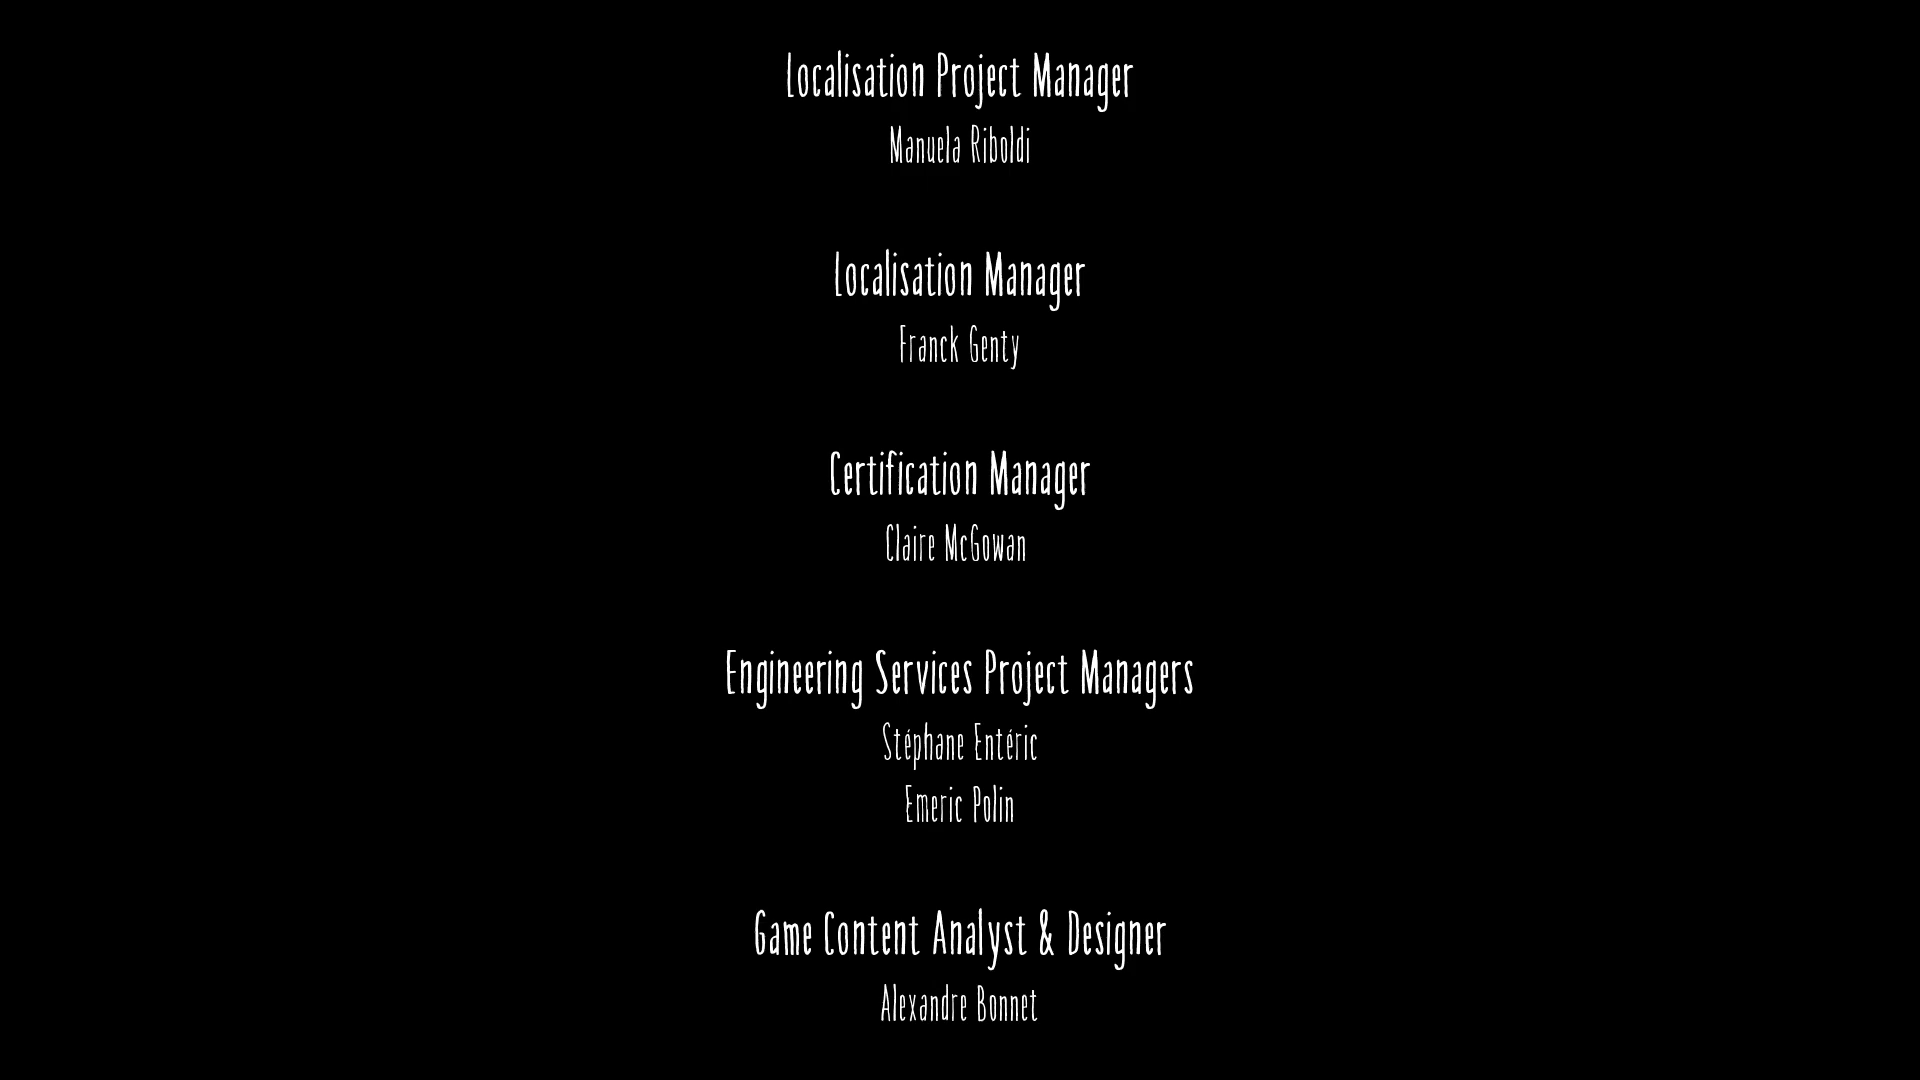 Localisation Project Manager
Manuela Riboldi
Localisation Manager
Franck Genty
Certification Manager
Claire McGowan
Engineering Services Project Managers
Stéphane Entéric
Emeric Polin
Game Content Analyst & Designer
Alexandre Bonnet